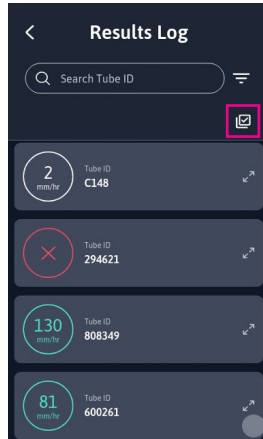 Results Log
Search Tube ID
2
mm/hr
Tube ID
C148
Tube ID
294621
130
mm/hr
Tube ID
808349
81
mm/hr
Tube ID
600261